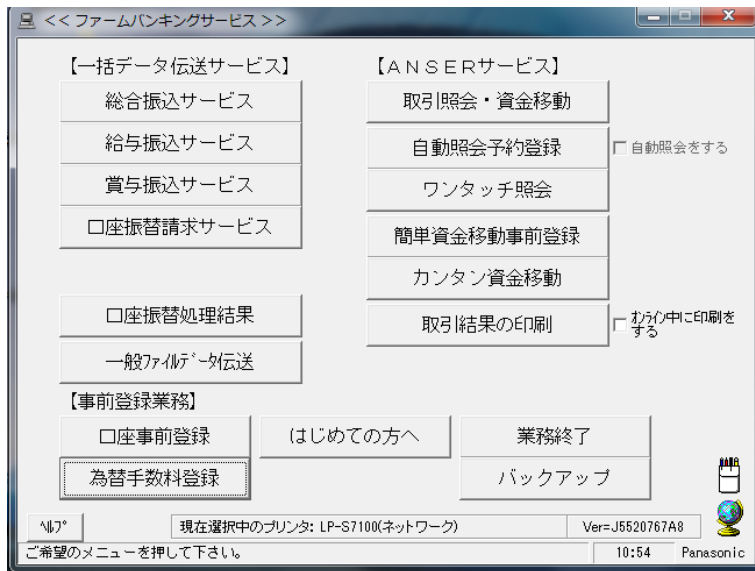 << ファームバンキングサービス >>
【一括データ伝送サービス】
総合振込サービス
給与振込サービス
賞与振込サービス
口座振替請求サービス
口座振替処理結果
一般ﾌｧｲﾙﾃﾞｰﾀ伝送
【ＡＮＳＥＲサービス】
取引照会・資金移動
自動照会予約登録
自動照会をする
ワンタッチ照会
簡単資金移動事前登録
カンタン資金移動
取引結果の印刷
ｵﾝﾗｲﾝ中に印刷を
する
【事前登録業務】
口座事前登録
はじめての方へ
業務終了
為替手数料登録
バックアップ
ﾍﾙﾌﾟ
現在選択中のプリンタ: LP-S7100(ネットワーク)
Ver=J5520767A8
ご希望のメニューを押して下さい。
10:54
Panasonic